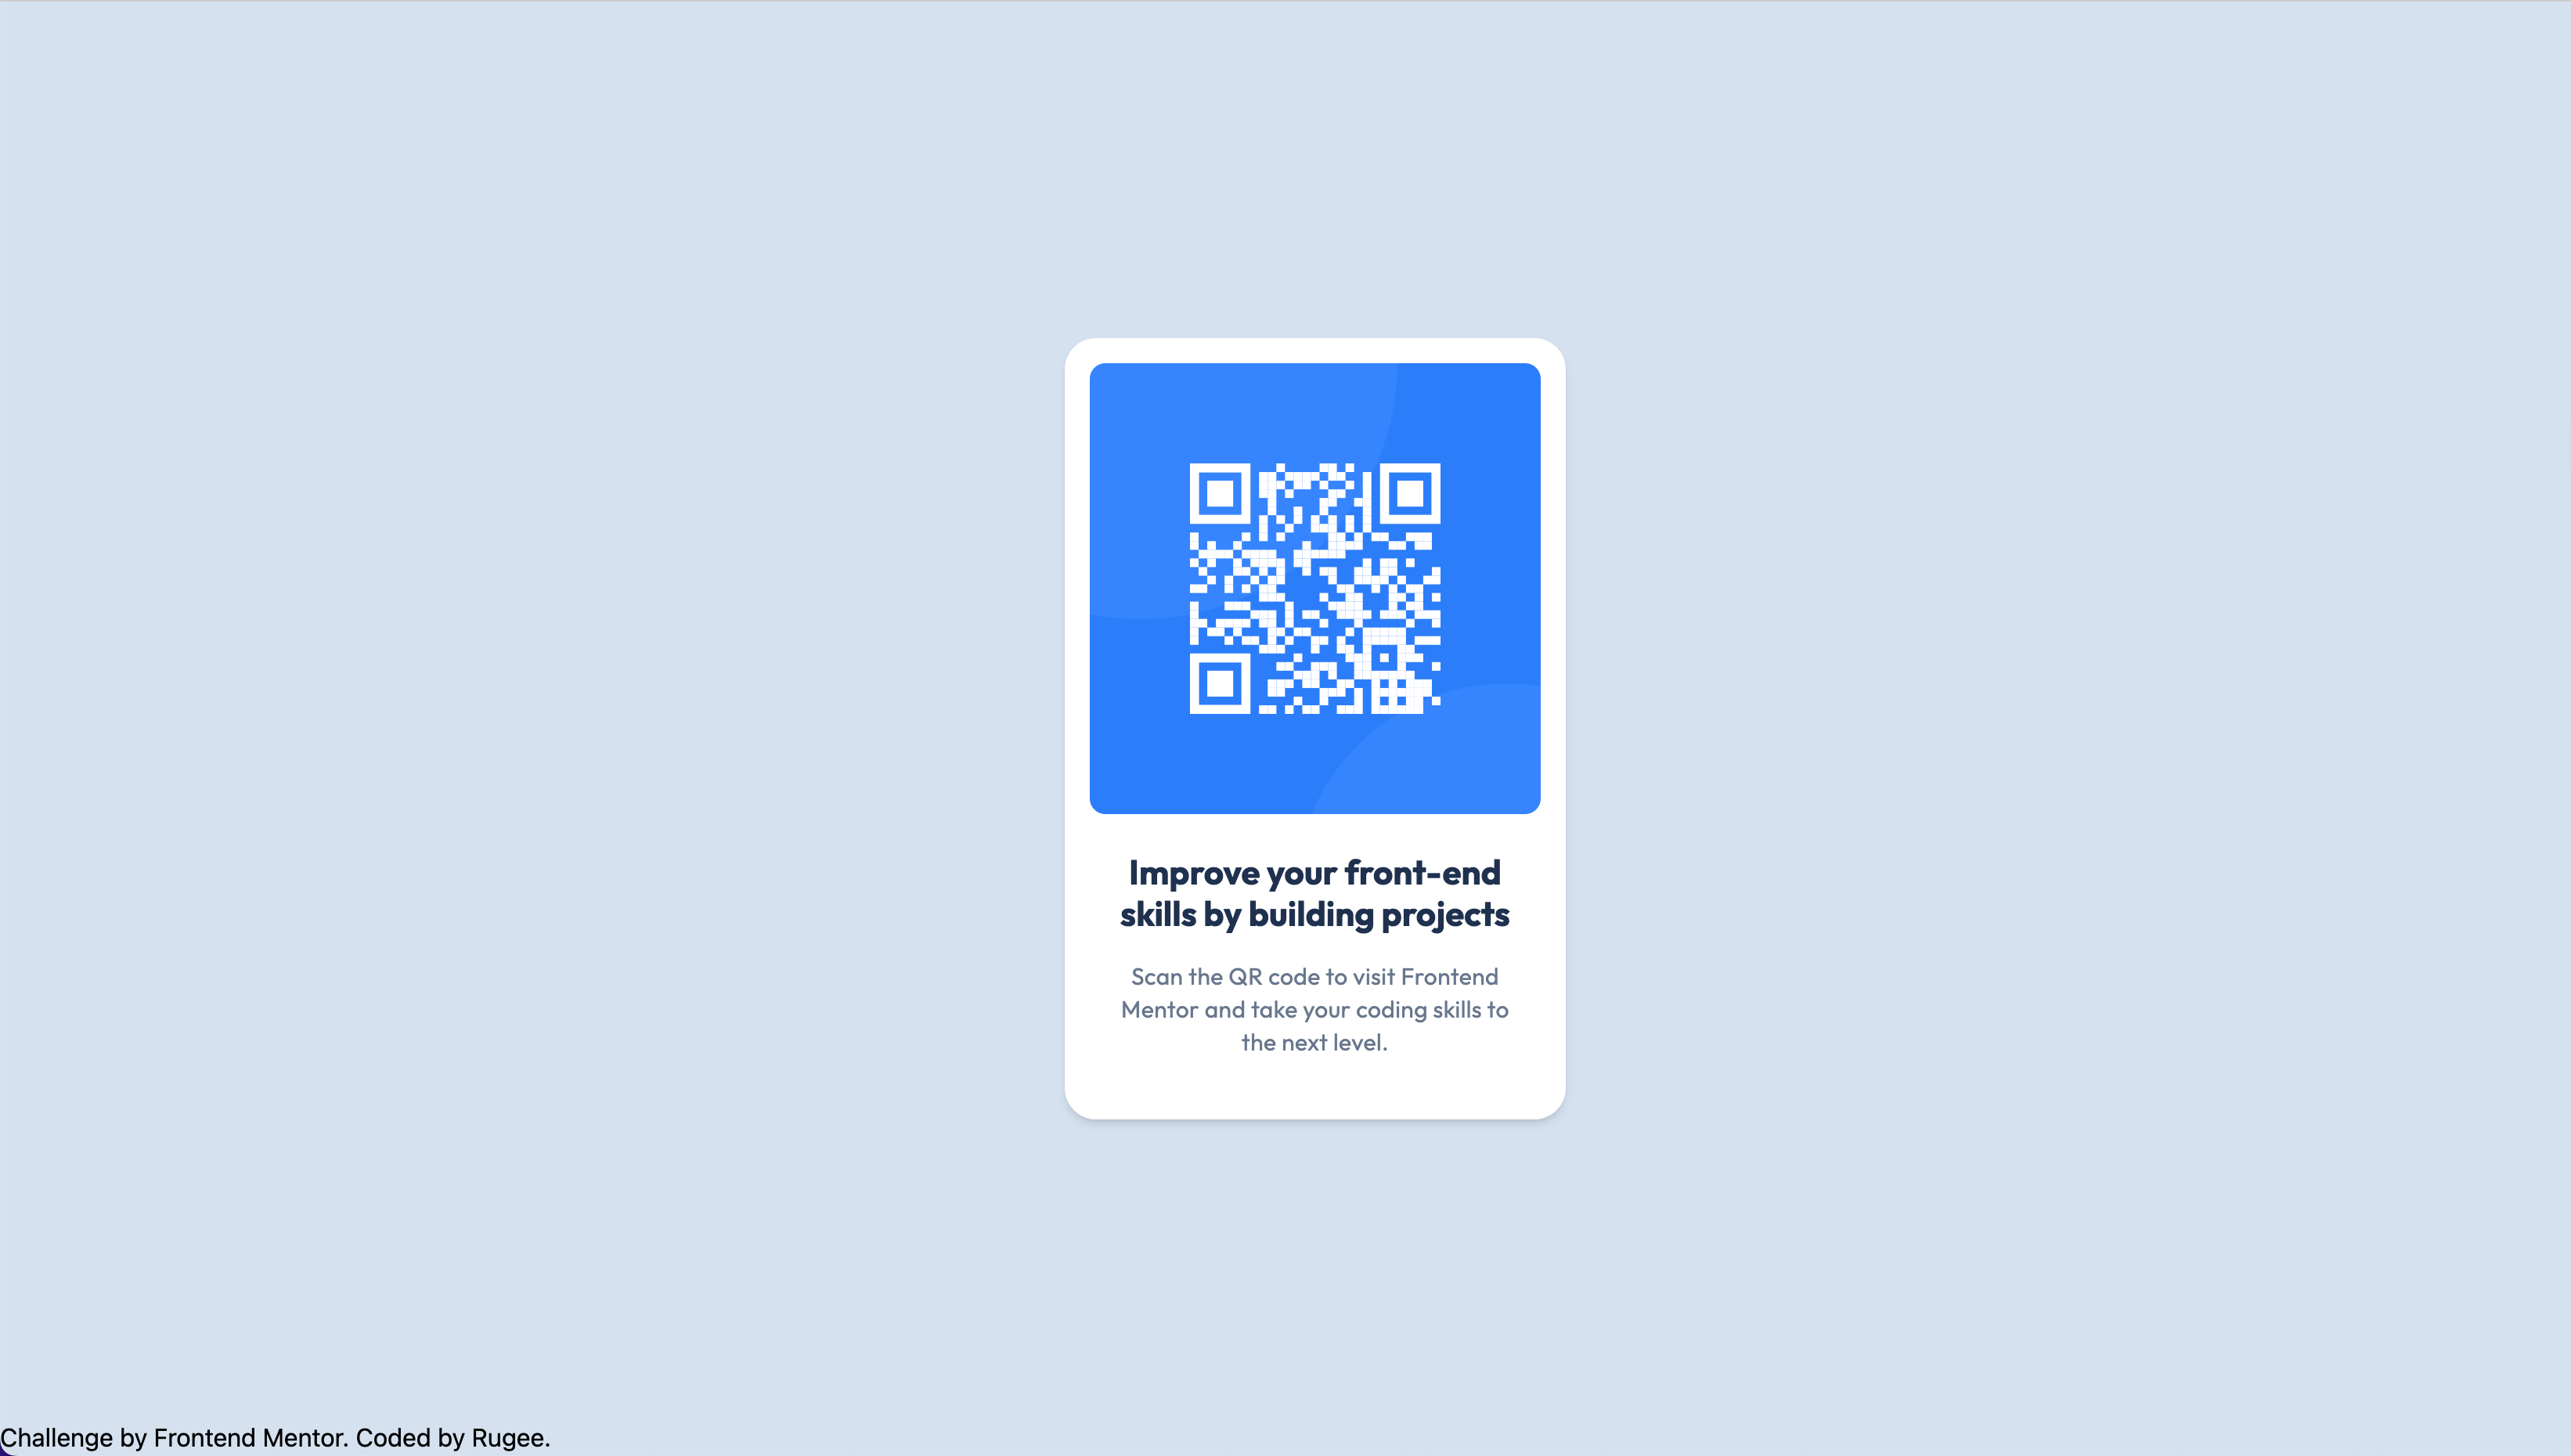 Improve your front-end
skills by building projects
Scan the QR code to visit Frontend
Mentor and take your coding skills to
the next level.
Challenge by Frontend Mentor. Coded by Rugee.